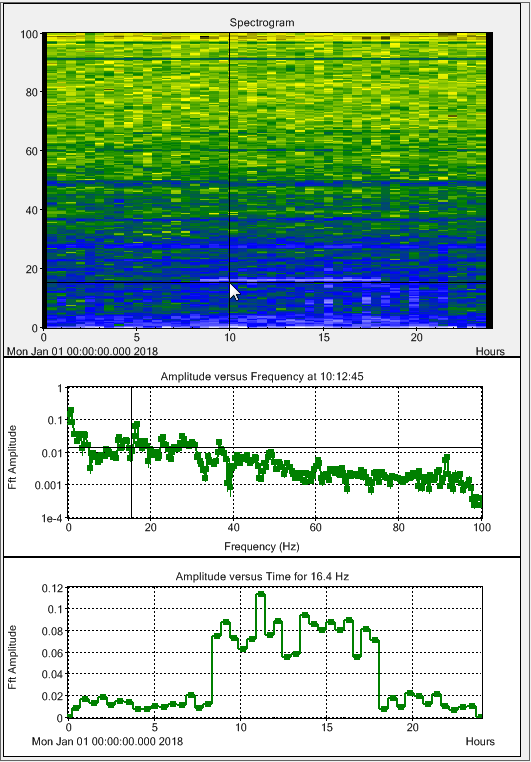 Spectrogram
100
80
60
40
20
0
0 5 10 15 20
Mon Jan 01 00:00:00.000 2018 Hours
Amplitude versus Frequency at 10:12:45
1
0.1
0.01
0.001
1e-4
Fft Amplitude
0 20 40 60 80 100
Frequency (Hz)
Amplitude versus Time for 16.4 Hz
0.12
0.1
0.08
0.06
0.04
0.02
0
Fft Amplitude
0 5 10 15 20
Mon Jan 01 00:00:00.000 2018 Hours